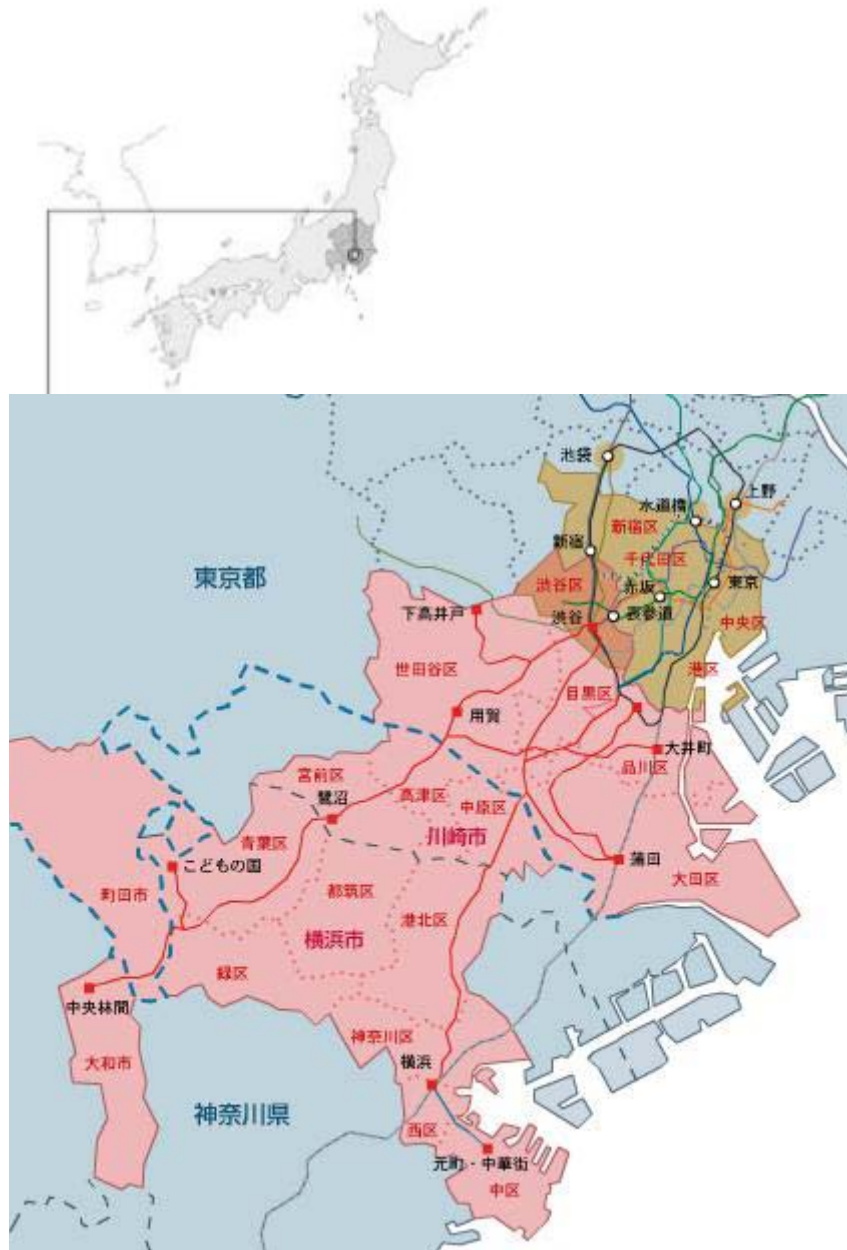 池袋
上野
水道橋
新宿区
新宿
千代田区
東京都
渋谷区
赤坂
東京
下高井戸
渋谷
表参道
中央区
世田谷区
目黒区
港区
用賀
大井町
宮前区
品川区
高津区
中原区
鷺沼
川崎市
青葉区
こどもの国
蒲田
大田区
町田市
都筑区
港北区
横浜市
緑区
中央林間
神奈川区
大和市
横浜
神奈川県
西区
元町・中華街
中区